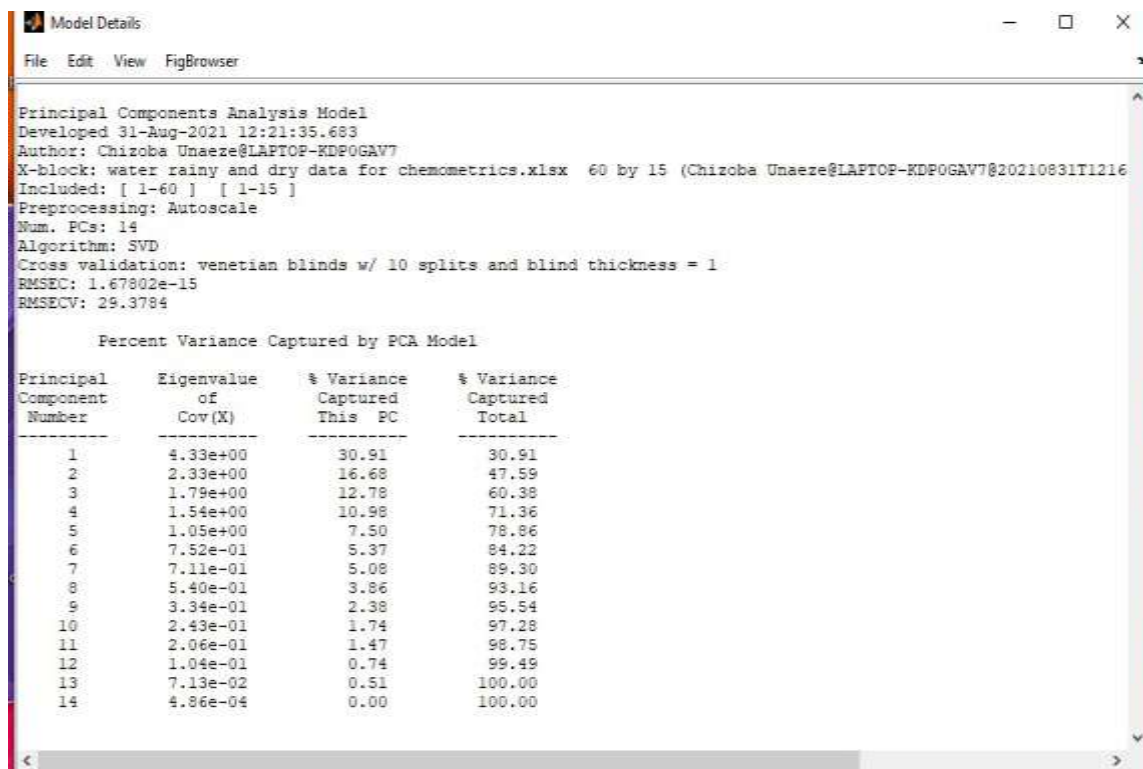 Model Details
File Edit View FigBrowser
Principal Components Analysis Model
Developed 31-Aug-2021 12:21:35.683
Author: Chizoba Unaeze@LAPTOP-KDP0GAV7
X-block: water rainy and dry data for chemometrics.xlsx 60 by 15 (Chizoba Unaeze@LAPTOP-KDP0GAV7@20210831T1216
Included: [ 1-60 ] [ 1-15 ]
Preprocessing: Autoscale
Num. PCs: 14
Algorithm: SVD
Cross validation: venetian blinds w/ 10 splits and blind thickness = 1
RMSEC: 1.67802e-15
RMSECV: 29.3784
Percent Variance Captured by PCA Model
Principal Eigenvalue % Variance % Variance
Component of Captured Captured
Number Cov(X) This PC Total
--------- ---------- ---------- ----------
1 4.33e+00 30.91 30.91
2 2.33e+00 16.68 47.59
3 1.79e+00 12.78 60.38
4 1.54e+00 10.98 71.36
5 1.05e+00 7.50 78.86
6 7.52e-01 5.37 84.22
7 7.11e-01 5.08 89.30
8 5.40e-01 3.86 93.16
9 3.34e-01 2.38 95.54
10 2.43e-01 1.74 97.28
11 2.06e-01 1.47 98.75
12 1.04e-01 0.74 99.49
13 7.13e-02 0.51 100.00
14 4.86e-04 0.00 100.00